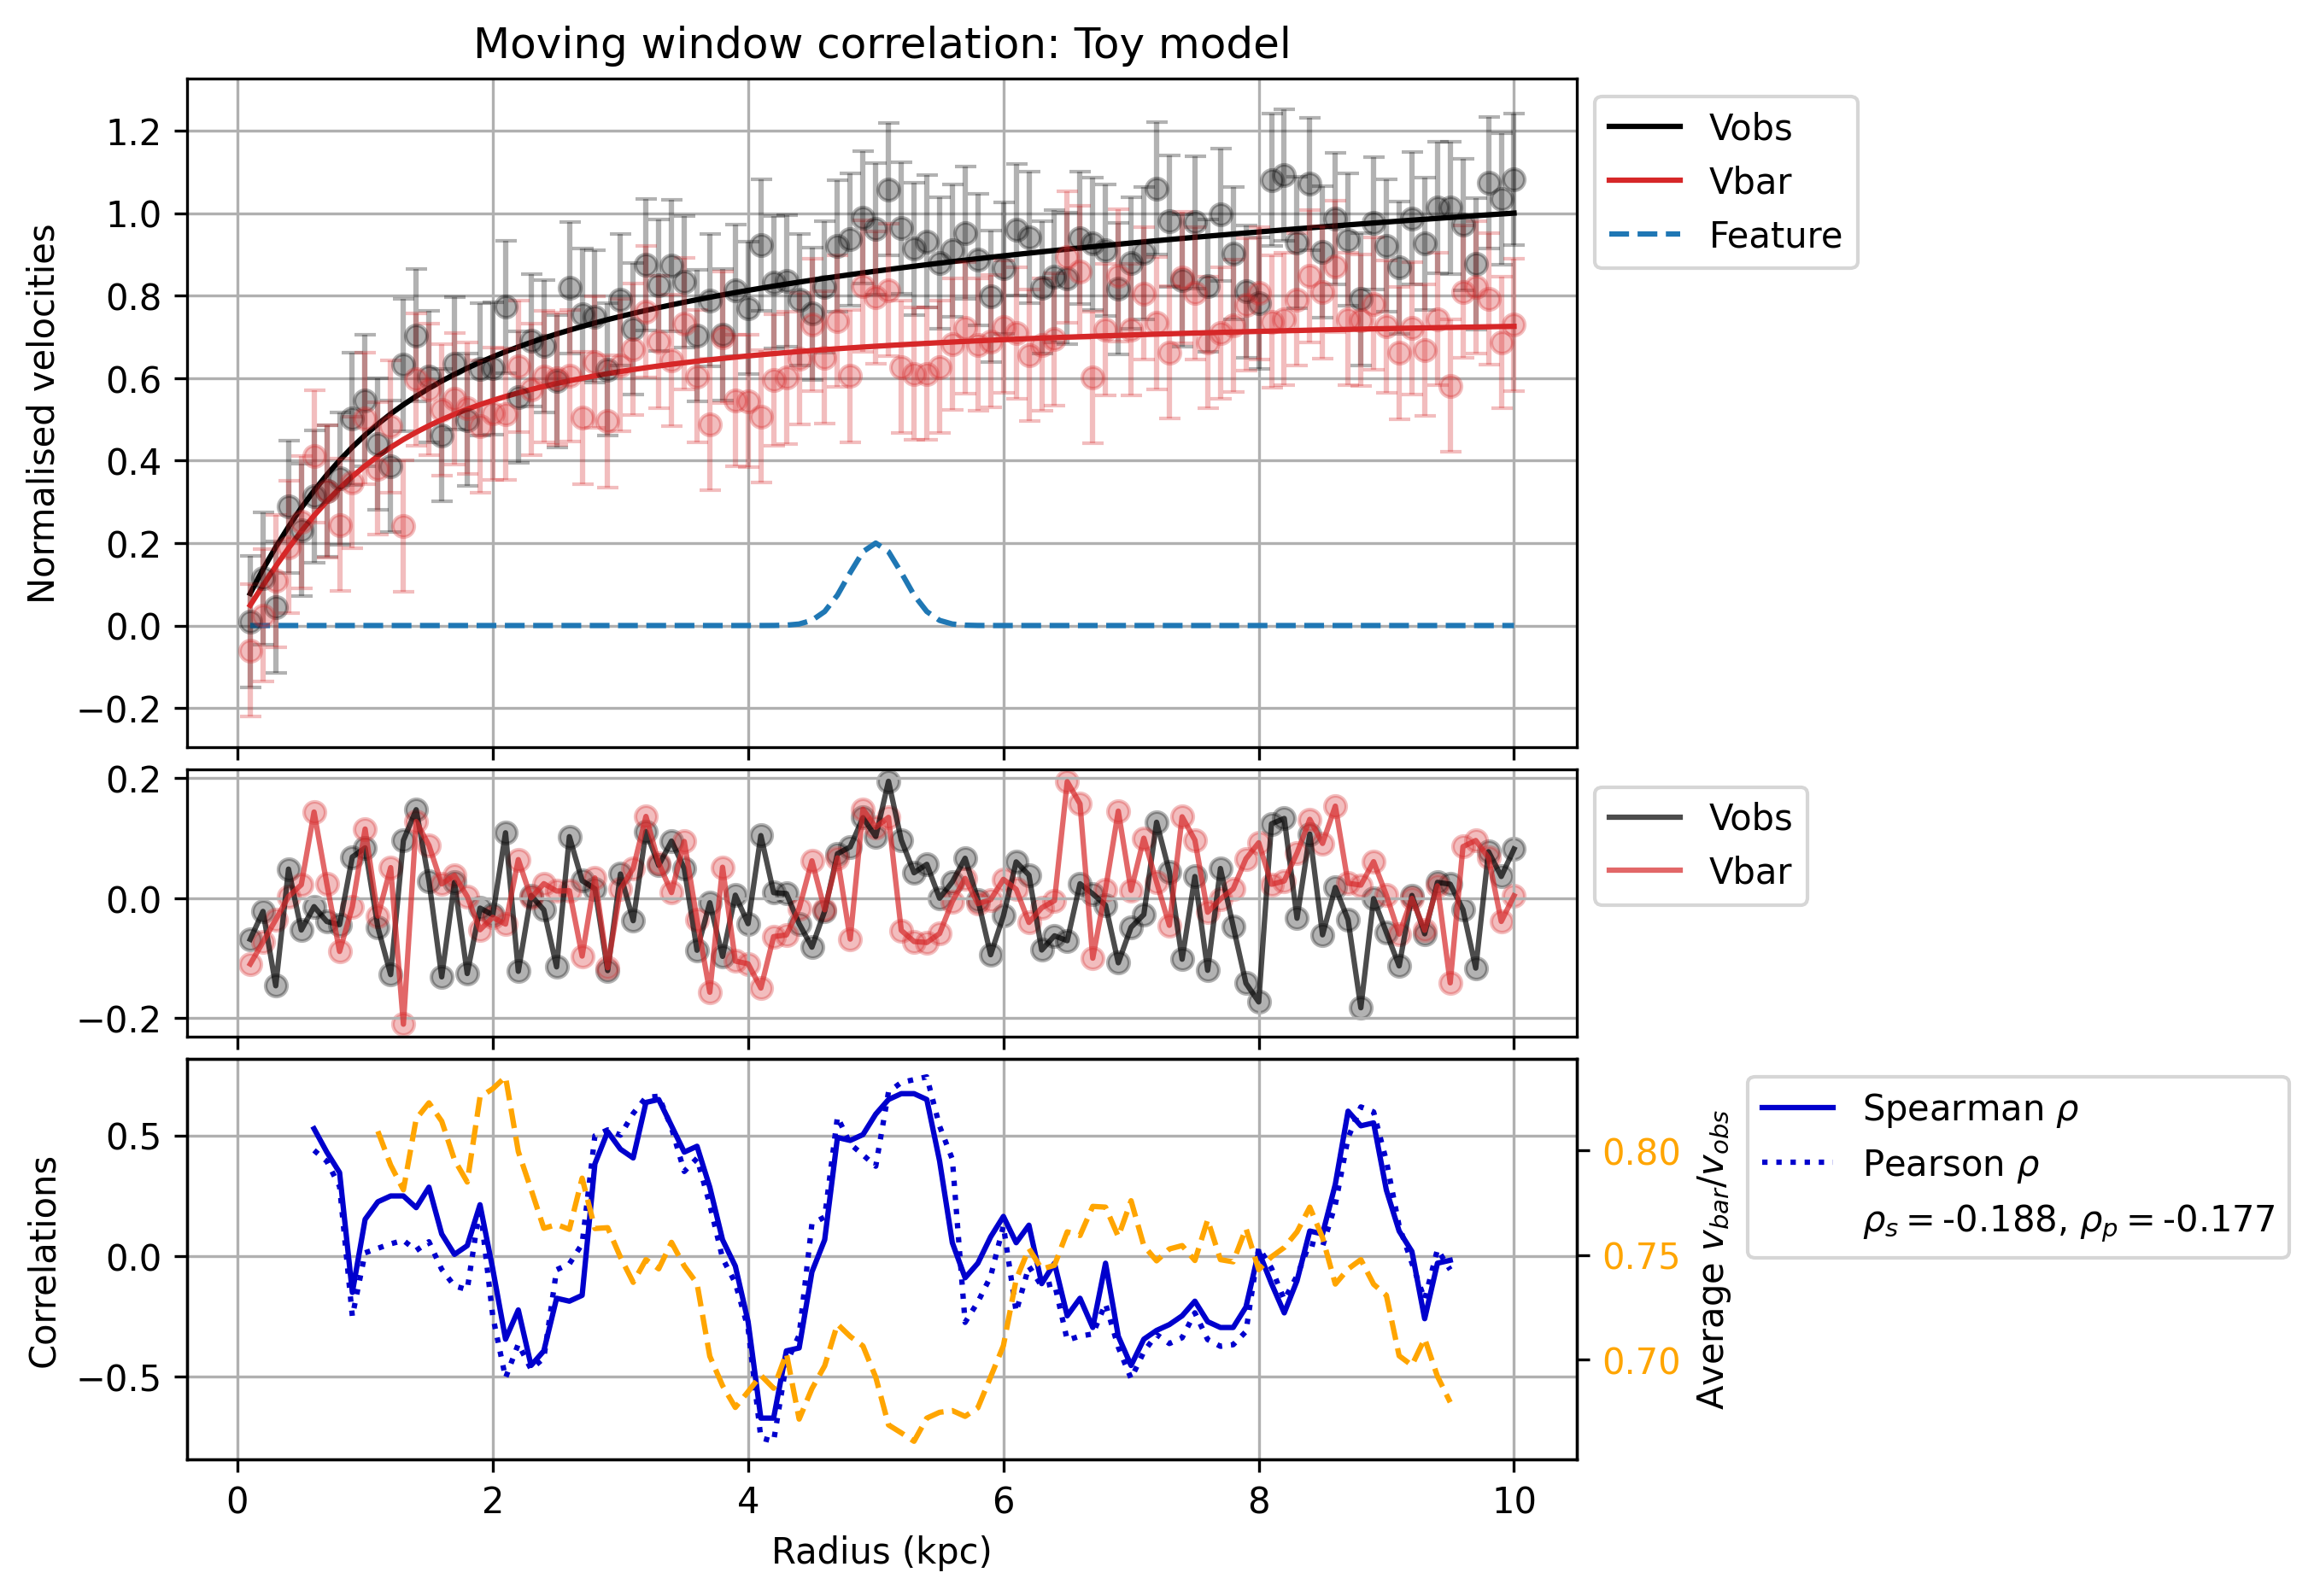 Moving window correlation: Toy model
Normalised velocities
1.2
1.0
0.8
0.6
0.4
0.2
0.0
−0.2
Vobs
Vbar
Feature
0.2
0.0
−0.2
Vobs
Vbar
Correlations
0.5
0.0
−0.5
0.80
0.75
0.70
Average v_bar/v_obs
Spearman ρ
Pearson ρ
ρ_s = -0.188, ρ_p = -0.177
0 2 4 6 8 10
Radius (kpc)